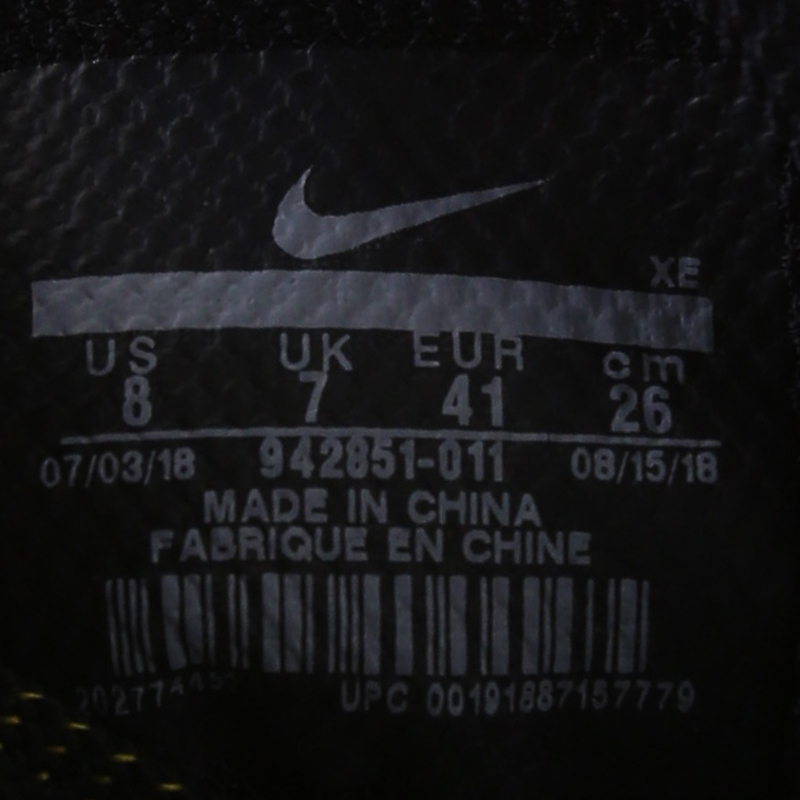 XE
US UK EUR cm
8 7 41 26
07/03/18 942851-011 08/15/18
MADE IN CHINA
FABRIQUE EN CHINE
UPC 00191887157779